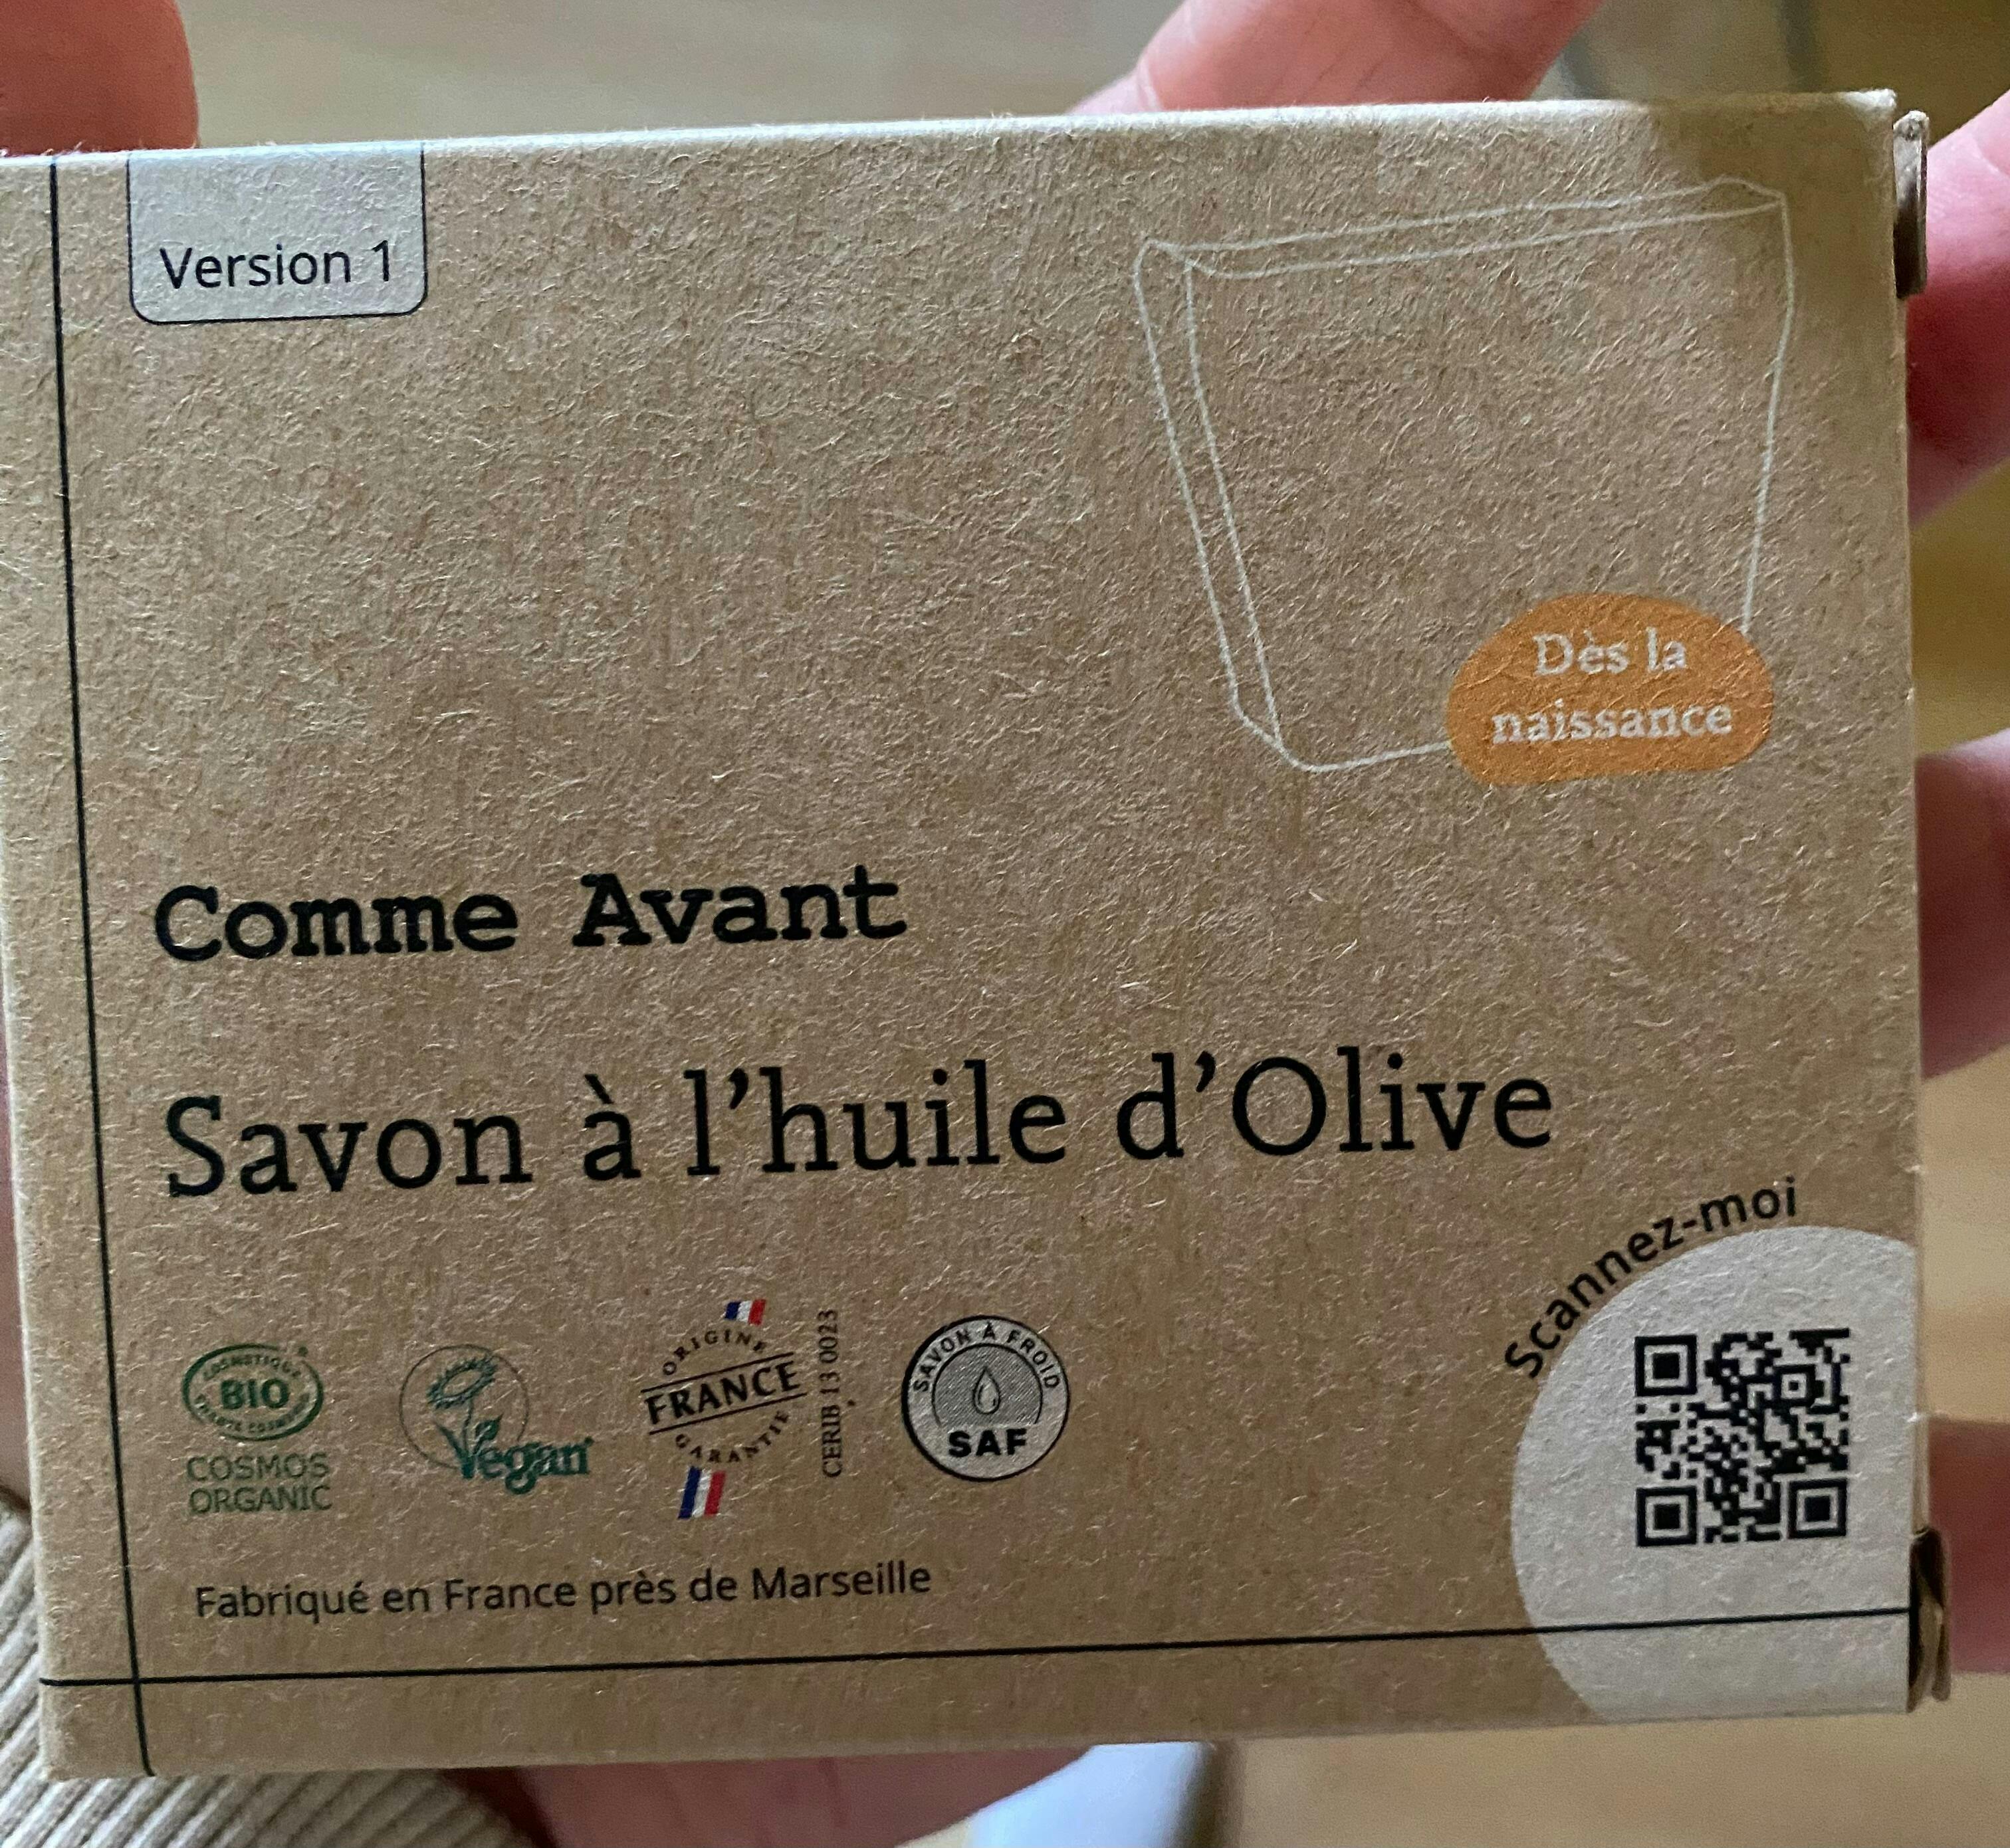 Version 1
Dès la
naissance
Comme Avant
Savon à l'huile d'Olive
Scannez-moi
COSMETIQUE
BIO
COSMOS
ORGANIC
Vegan
ORIGINE
FRANCE
GARANTIE
CERIB 13 0023
SAVON À FROID
SAF
Fabriqué en France près de Marseille